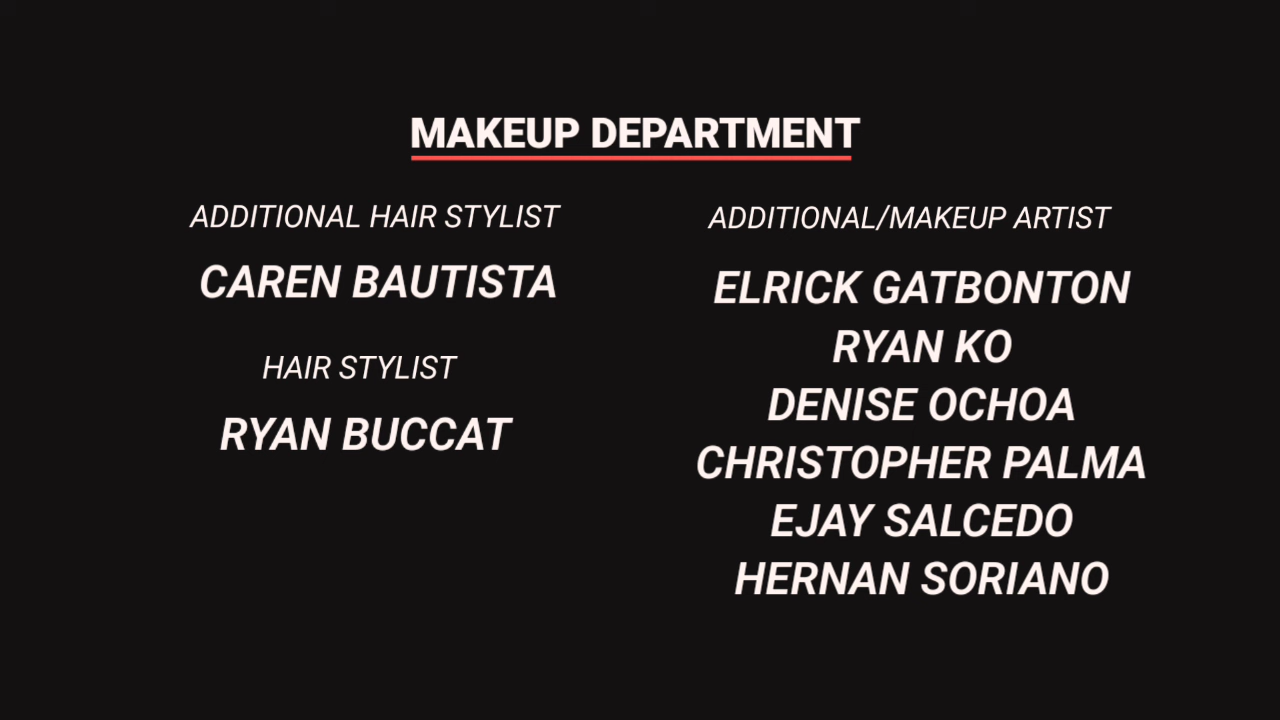 MAKEUP DEPARTMENT
ADDITIONAL HAIR STYLIST
CAREN BAUTISTA
HAIR STYLIST
RYAN BUCCAT
ADDITIONAL/MAKEUP ARTIST
ELRICK GATBONTON
RYAN KO
DENISE OCHOA
CHRISTOPHER PALMA
EJAY SALCEDO
HERNAN SORIANO